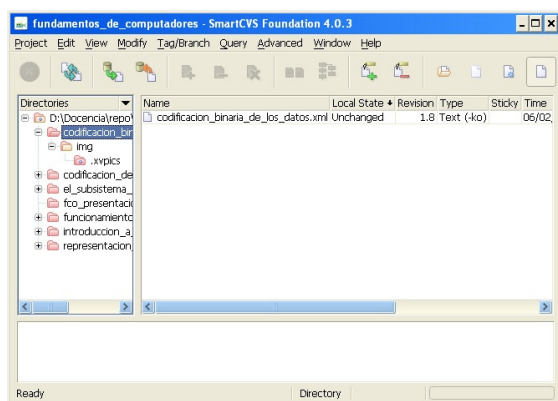 fundamentos_de_computadores - SmartCVS Foundation 4.0.3
Project Edit View Modify Tag/Branch Query Advanced Window Help
Directories
Name Local State Revision Type Sticky Time
D:\Docencia\repo\
codificacion_binaria_de_los_datos.xml Unchanged 1.8 Text (-ko) 06/02,
codificacion_bin
img
.xvpics
codificacion_de
el_subsistema_
fco_presentaci
funcionamiento
introduccion_a_
representacion_
Ready Directory